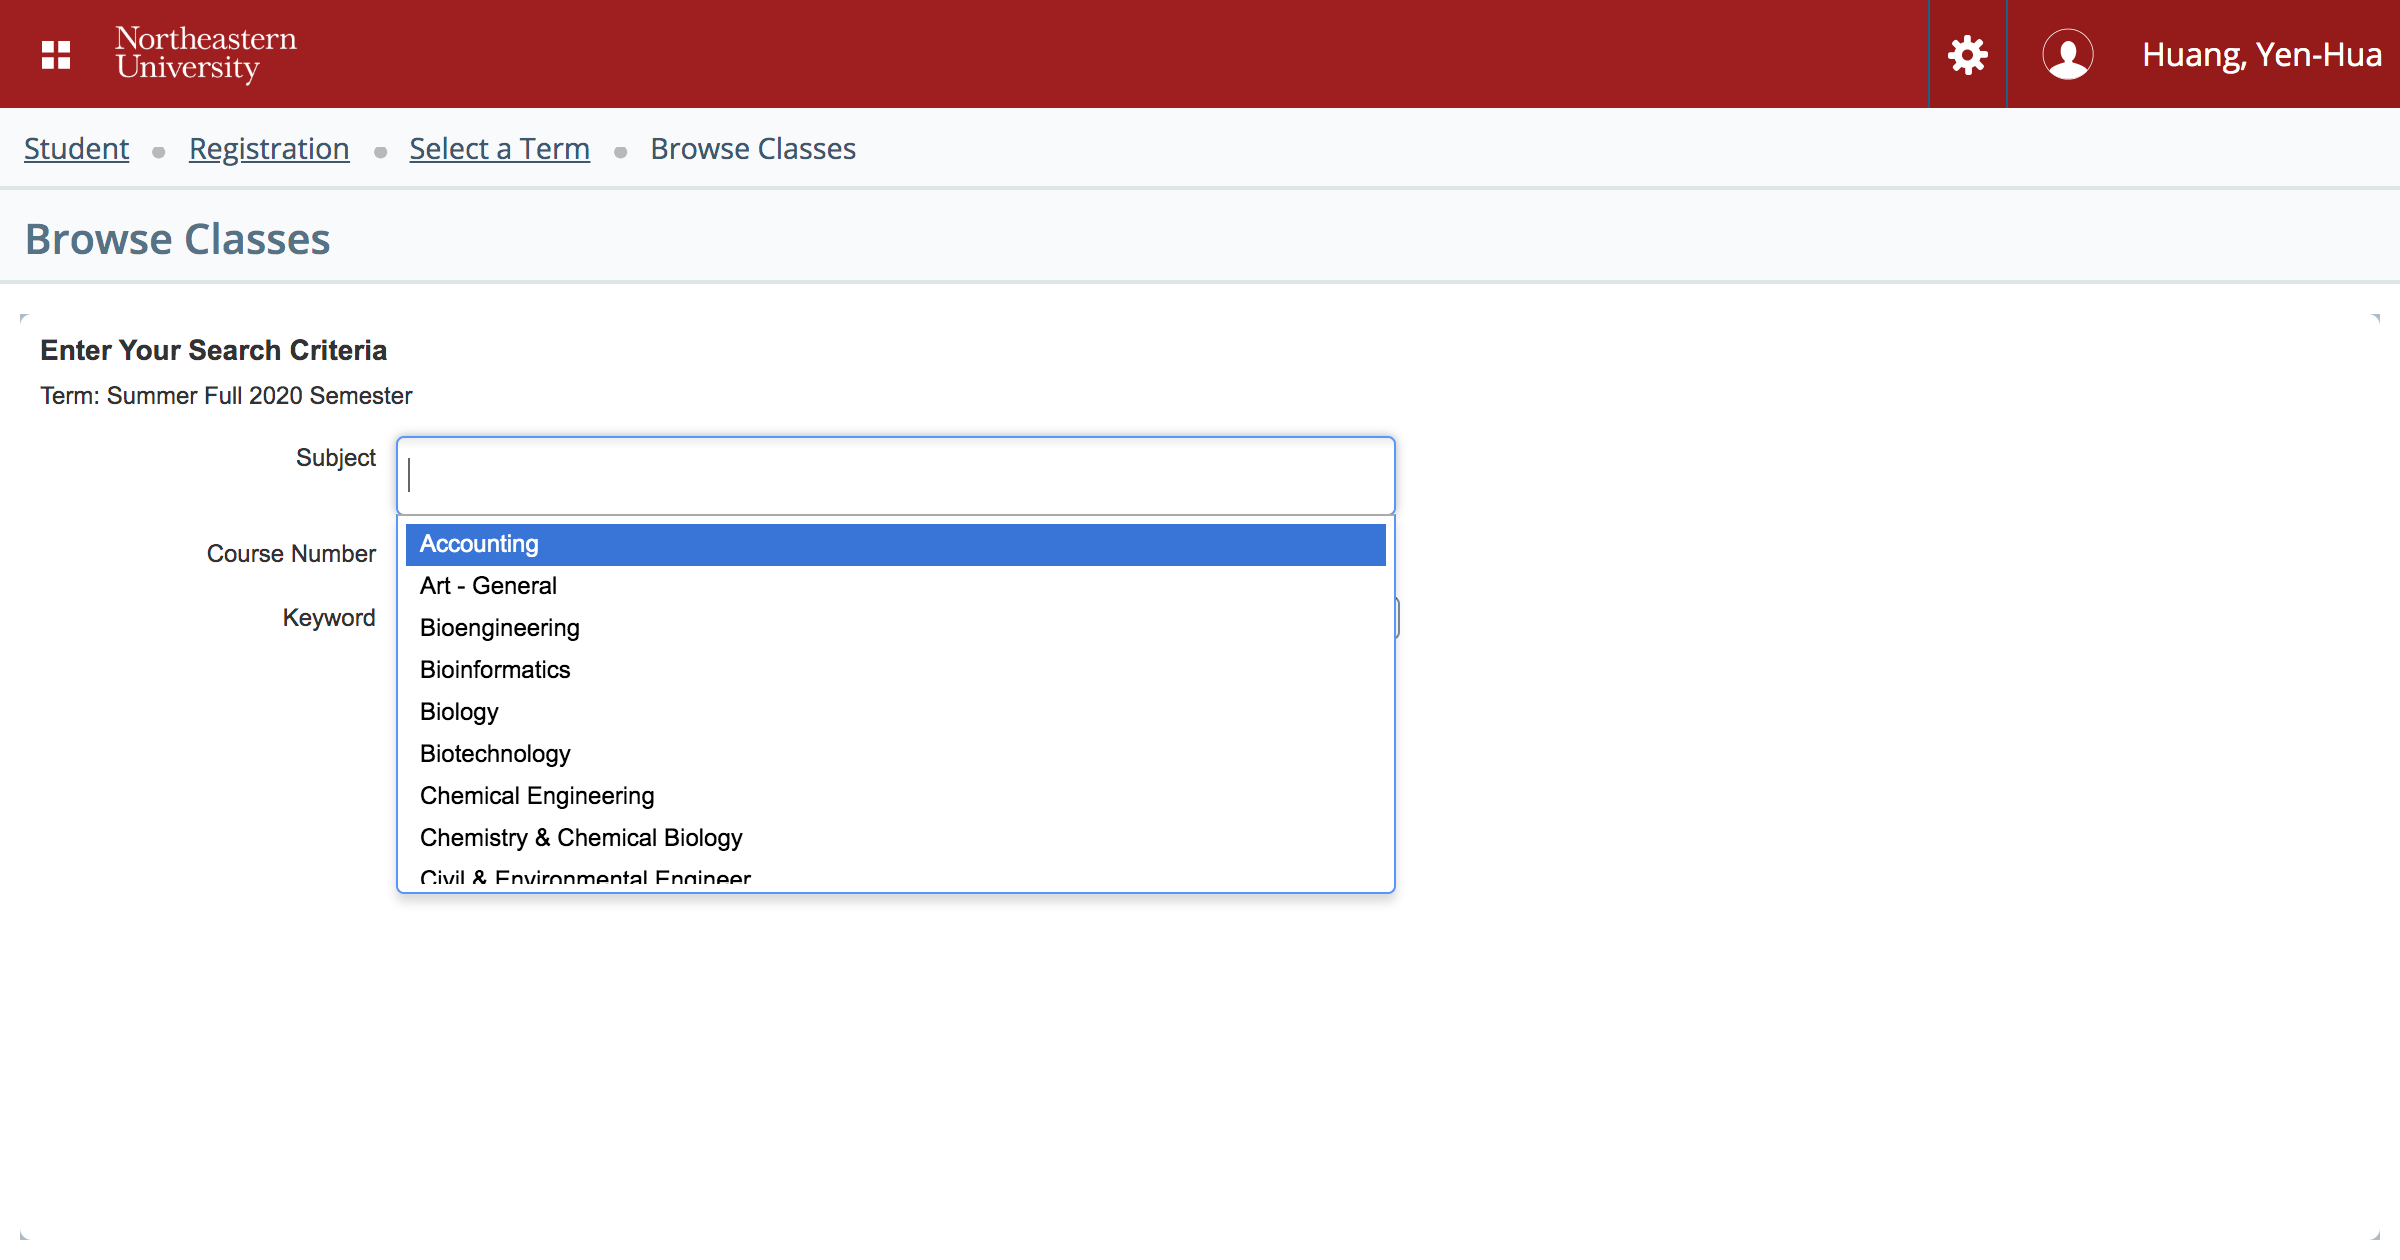 Northeastern
University
Huang, Yen-Hua
Student
Registration
Select a Term
Browse Classes
Browse Classes
Enter Your Search Criteria
Term: Summer Full 2020 Semester
Subject
Course Number
Keyword
Accounting
Art - General
Bioengineering
Bioinformatics
Biology
Biotechnology
Chemical Engineering
Chemistry & Chemical Biology
Civil & Environmental Engineer